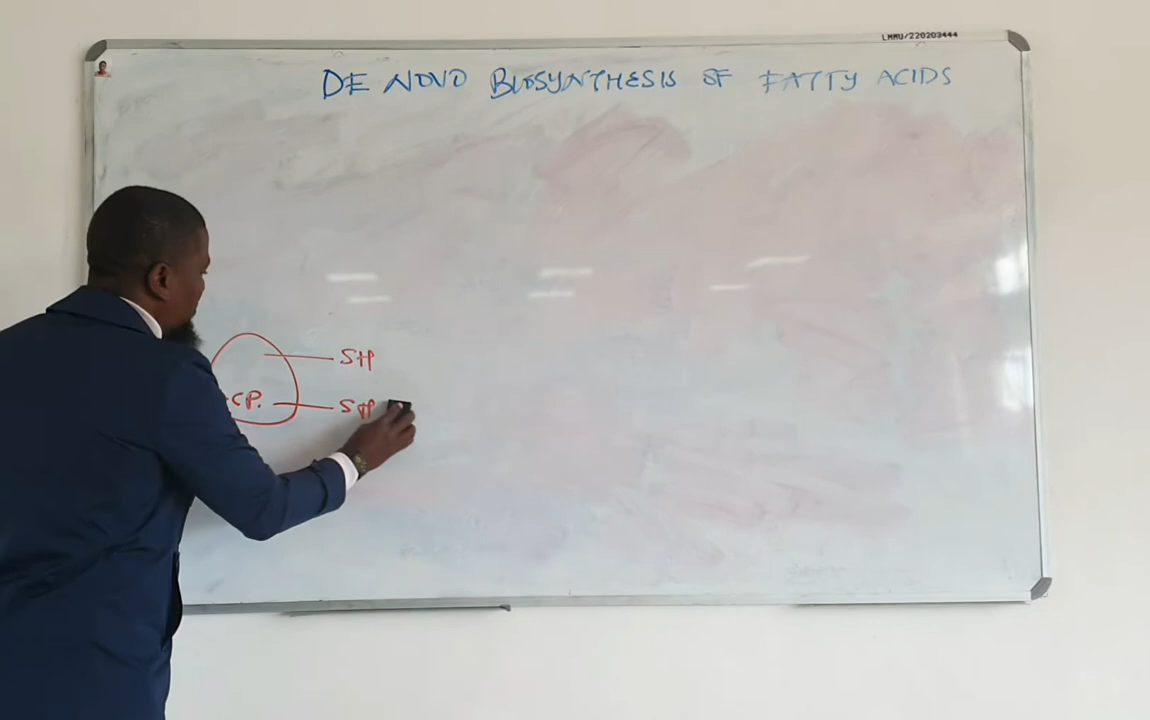 LMMU/220203444
DE NOVO BIOSYNTHESIS OF FATTY ACIDS
SH
CP.
SH